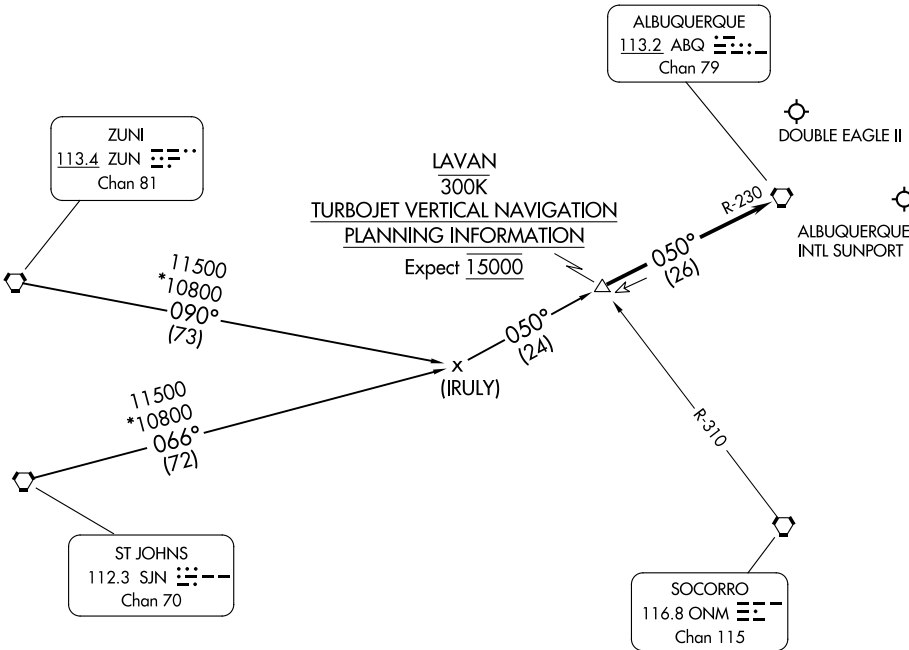 ALBUQUERQUE
113.2 ABQ
Chan 79
DOUBLE EAGLE II
ZUNI
113.4 ZUN
Chan 81
LAVAN
300K
TURBOJET VERTICAL NAVIGATION
PLANNING INFORMATION
Expect 15000
R-230
ALBUQUERQUE
INTL SUNPORT
050°
(26)
11500
*10800
090°
(73)
050°
(24)
X
(IRULY)
11500
*10800
066°
(72)
R-310
ST JOHNS
112.3 SJN
Chan 70
SOCORRO
116.8 ONM
Chan 115